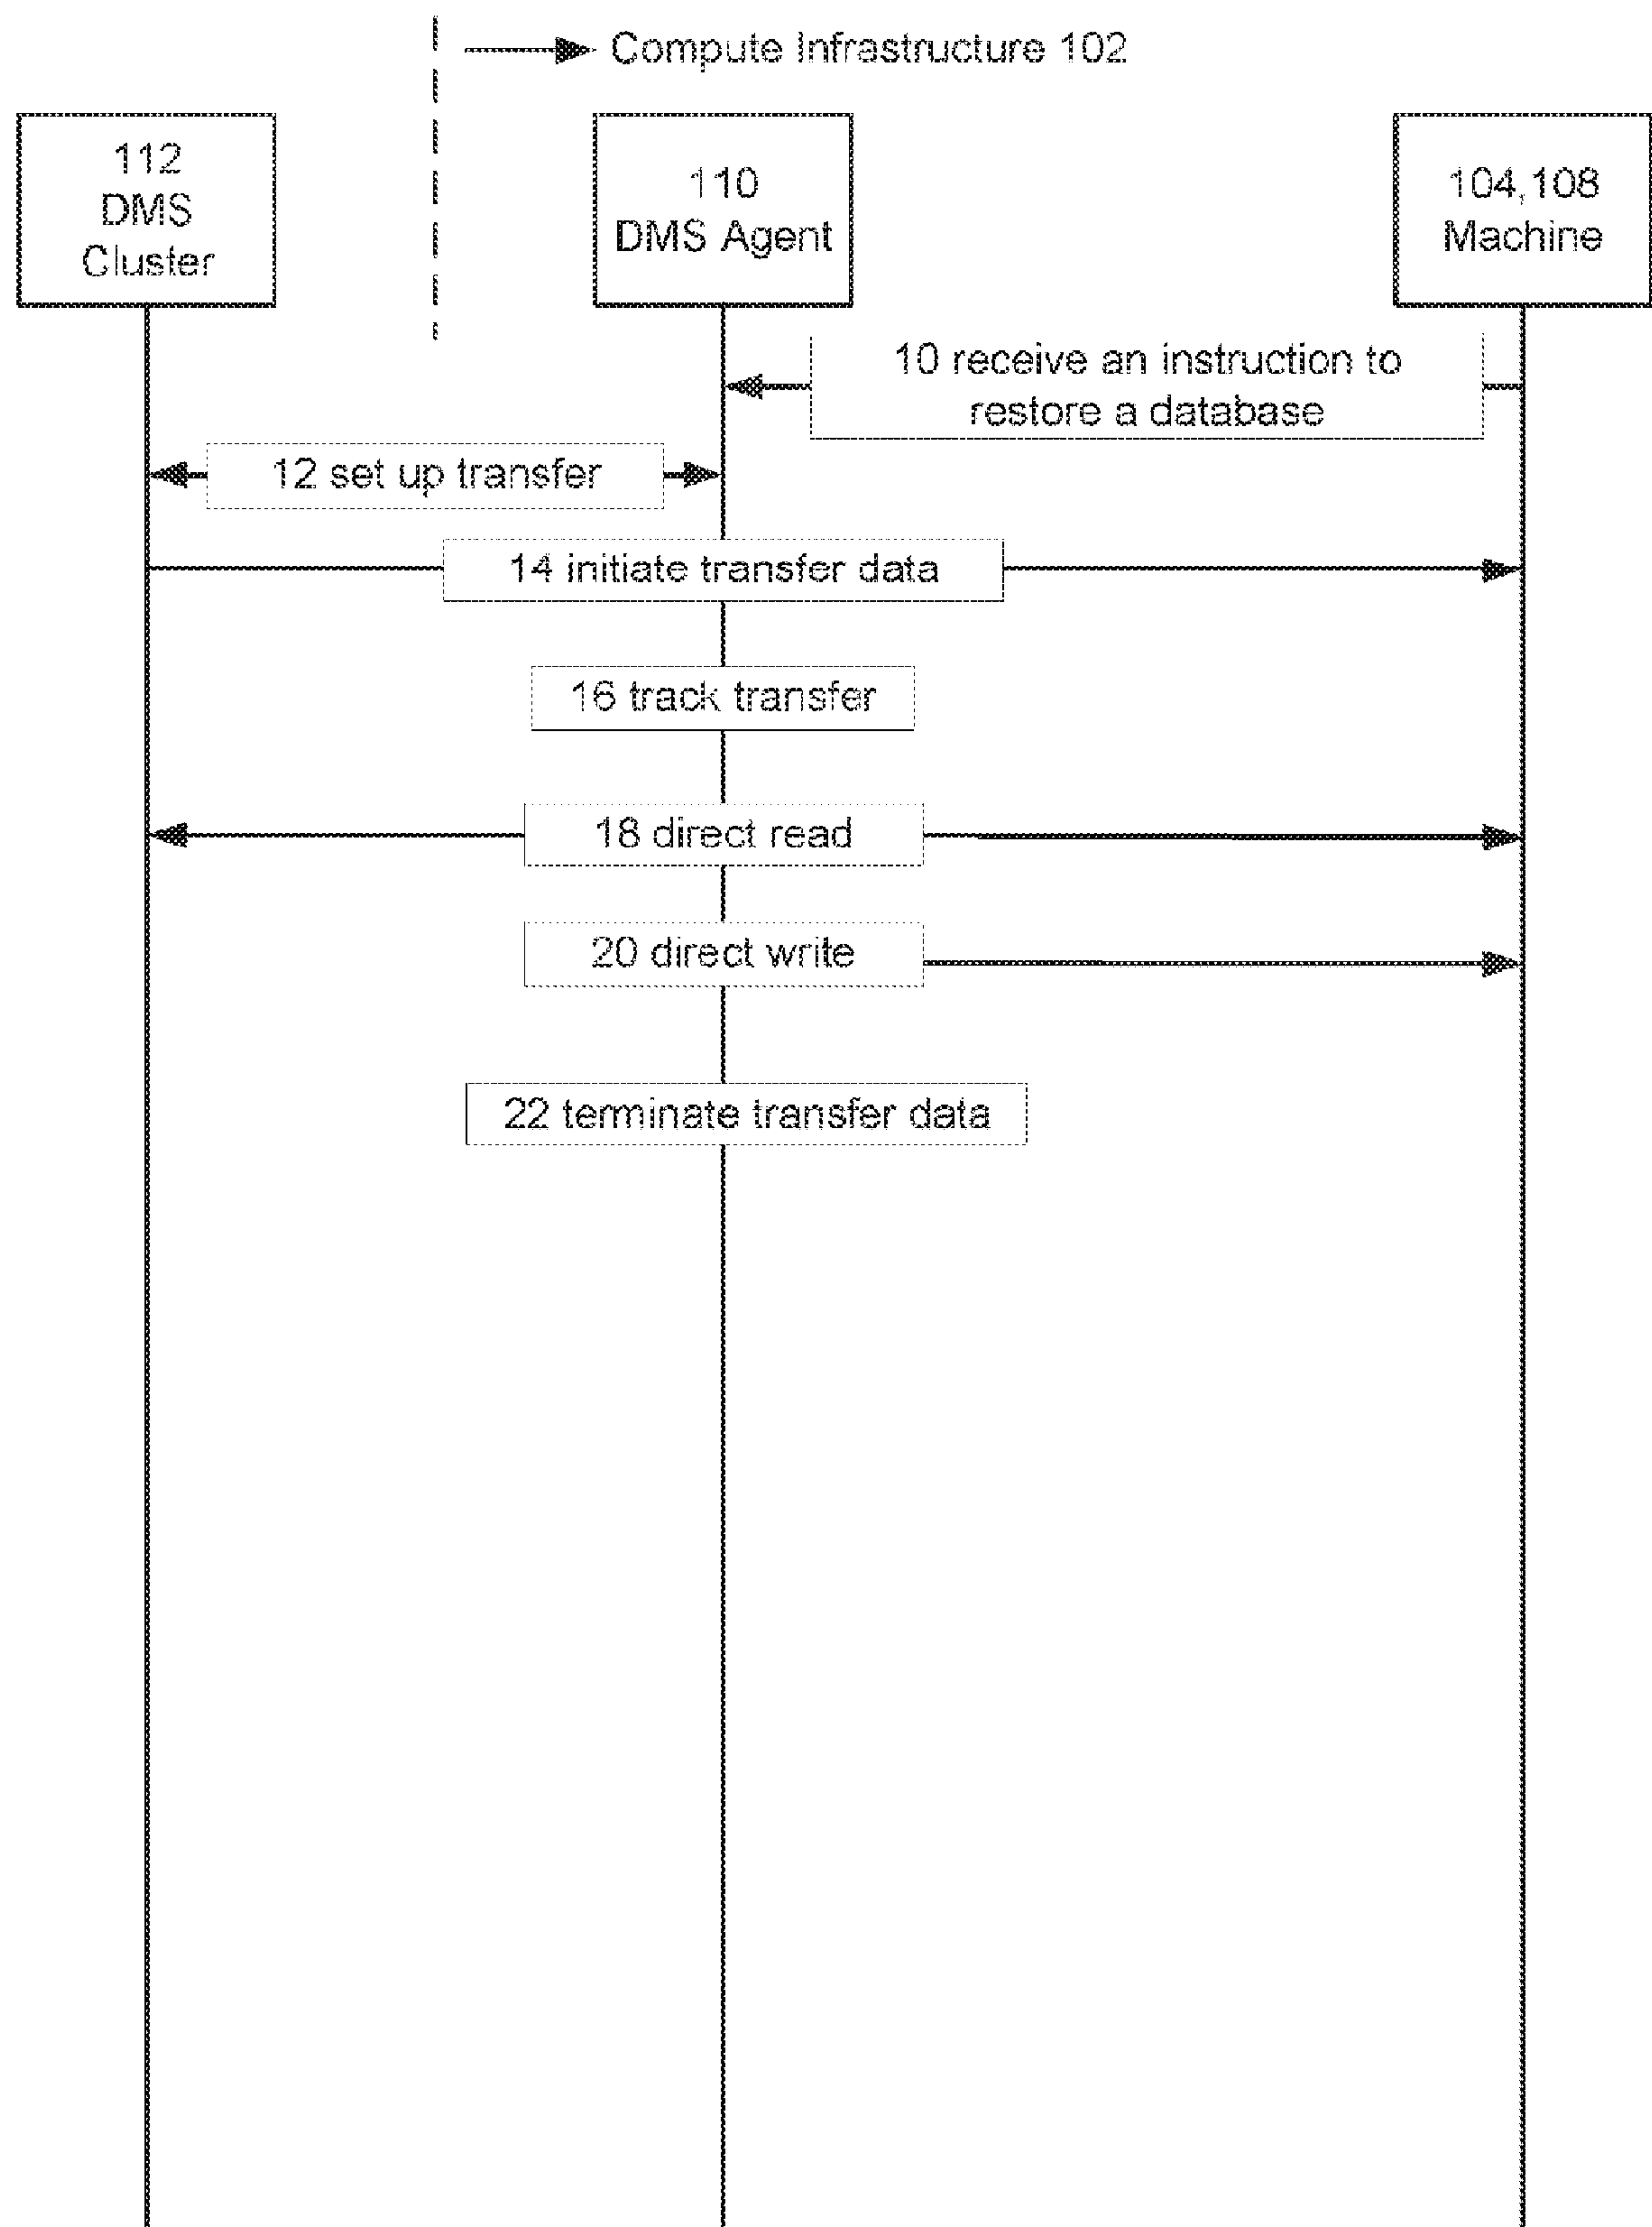 Compute Infrastructure 102
112
DMS
Cluster
110
DMS Agent
104,108
Machine
10 receive an instruction to
restore a database
12 set up transfer
14 initiate transfer data
16 track transfer
18 direct read
20 direct write
22 terminate transfer data